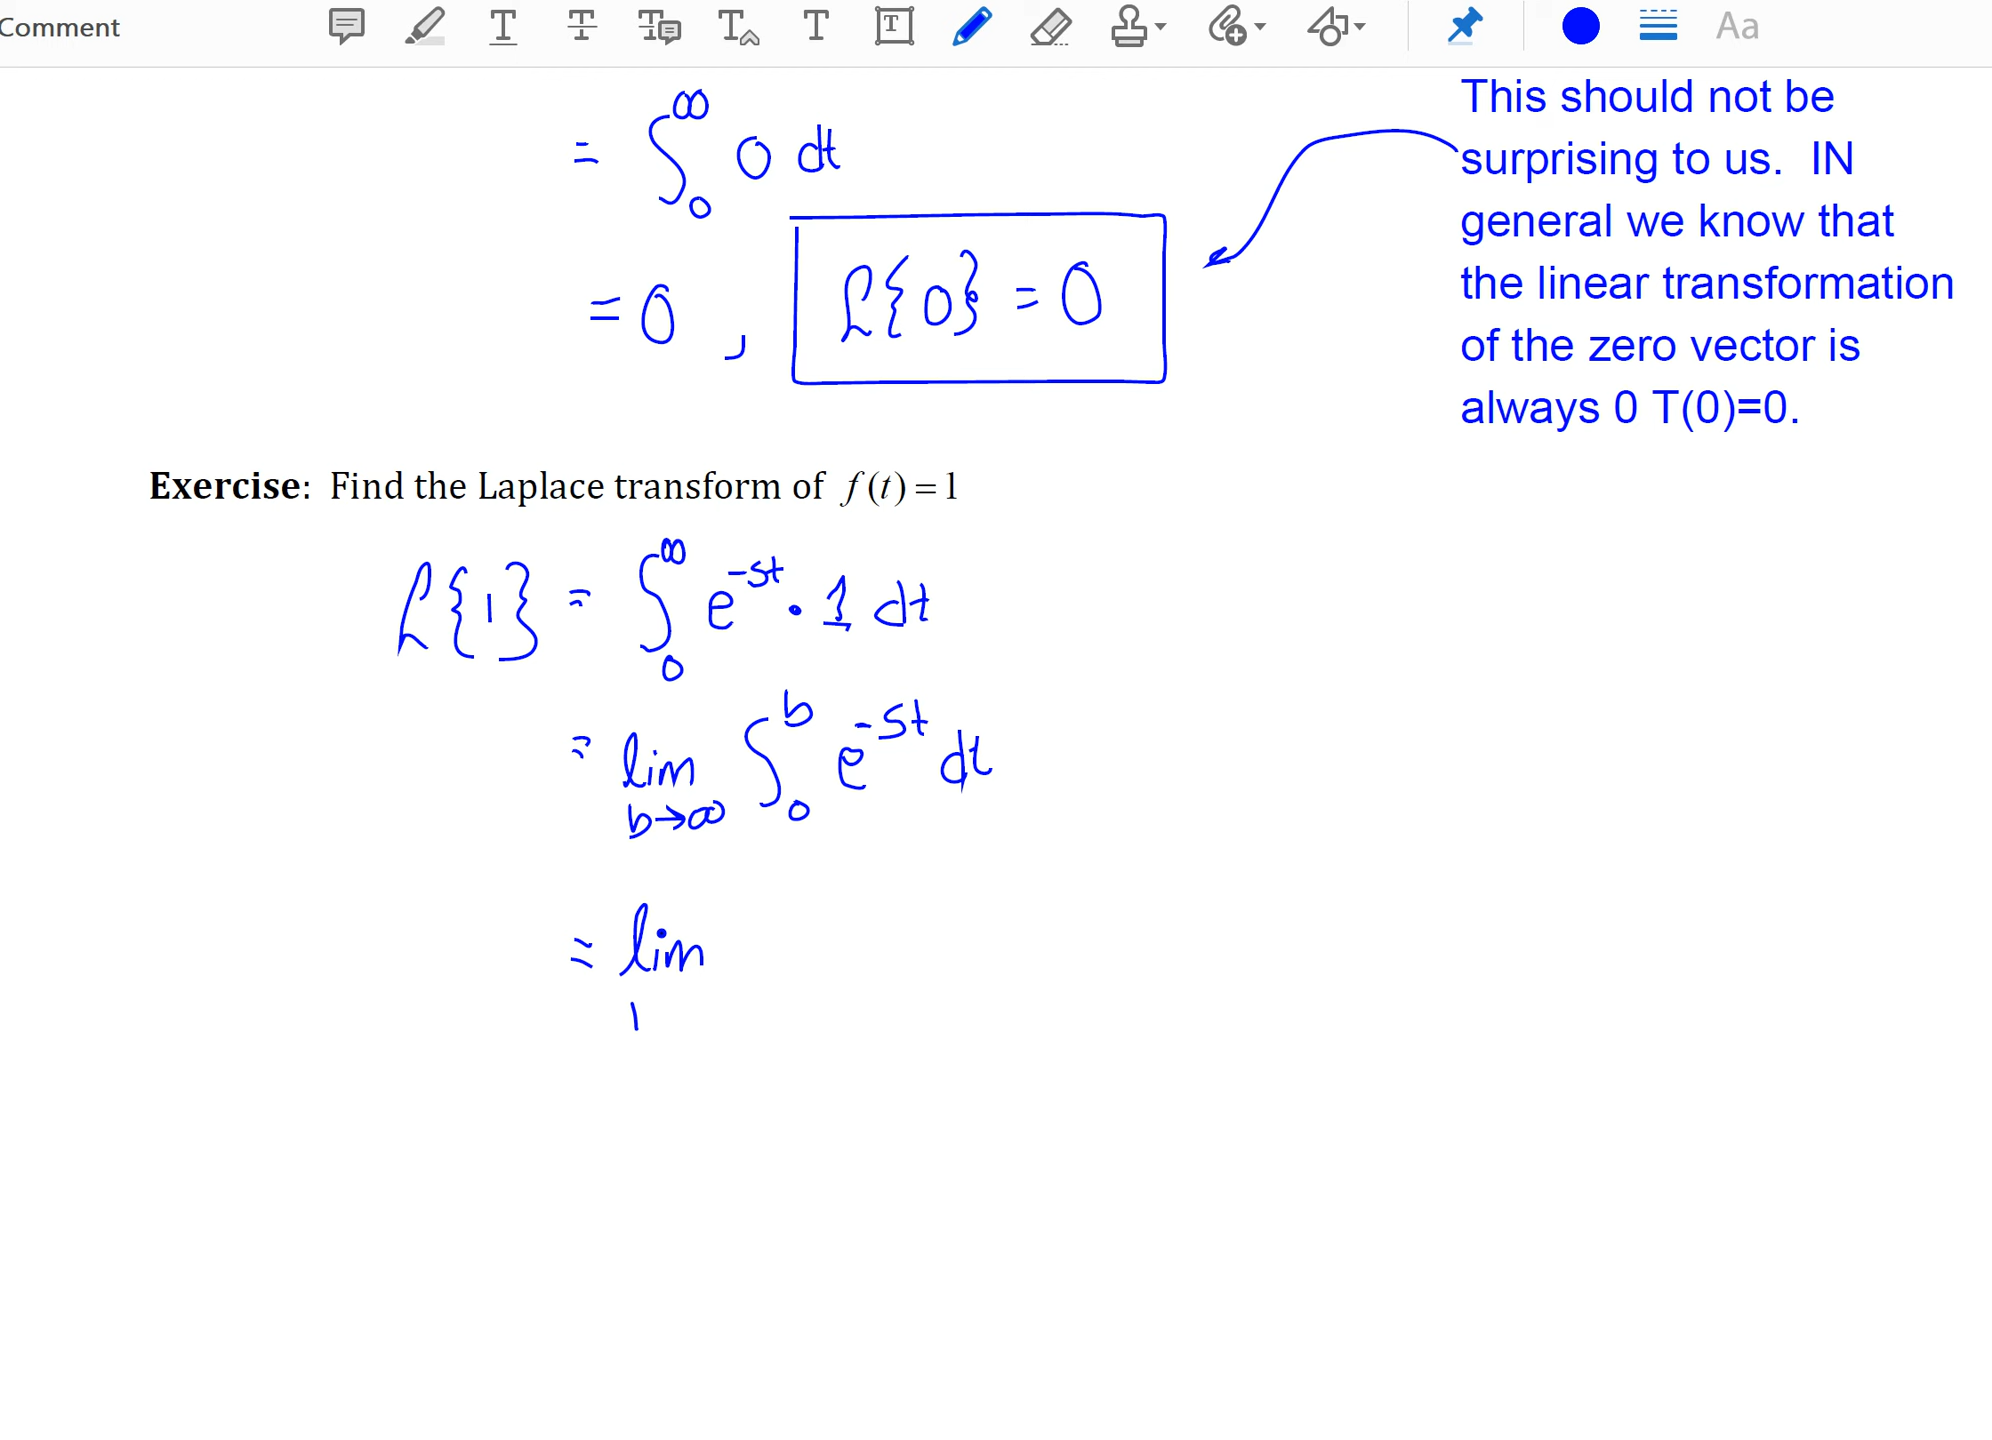 Comment
T T T T T T Aa
= ∫₀^∞ 0 dt
= 0 , ℒ{0} = 0
This should not be
surprising to us. IN
general we know that
the linear transformation
of the zero vector is
always 0 T(0)=0.
Exercise: Find the Laplace transform of f(t)=1
ℒ{1} = ∫₀^∞ e^-st · 1 dt
= lim b→∞ ∫₀^b e^-st dt
= lim